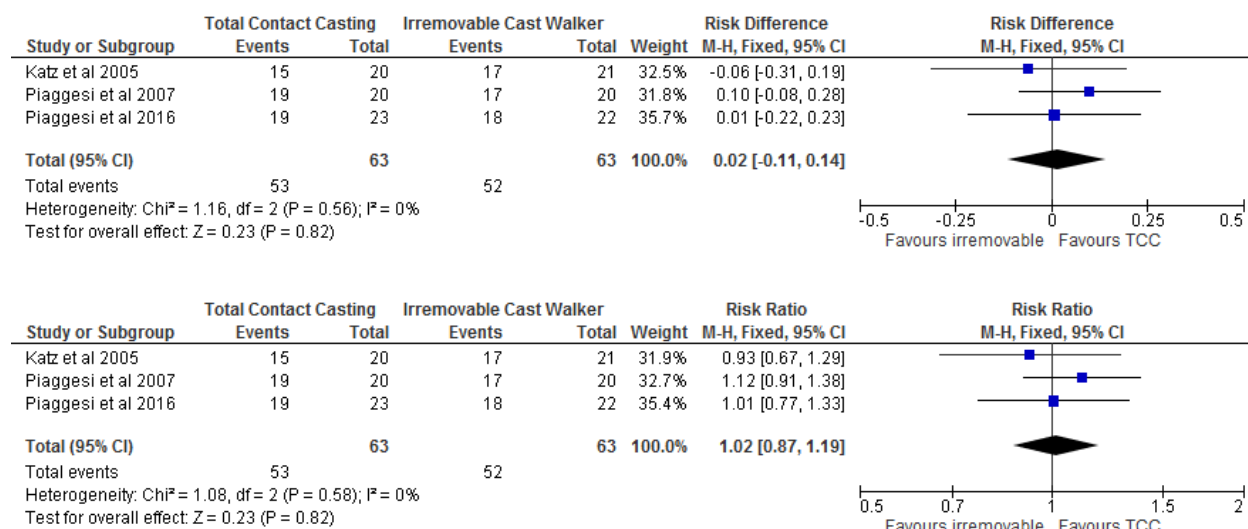 Total Contact Casting Irremovable Cast Walker Risk Difference Risk Difference
Study or Subgroup Events Total Events Total Weight M-H, Fixed, 95% CI M-H, Fixed, 95% CI
Katz et al 2005 15 20 17 21 32.5% -0.06 [-0.31, 0.19]
Piaggesi et al 2007 19 20 17 20 31.8% 0.10 [-0.08, 0.28]
Piaggesi et al 2016 19 23 18 22 35.7% 0.01 [-0.22, 0.23]
Total (95% CI) 63 63 100.0% 0.02 [-0.11, 0.14]
Total events 53 52
Heterogeneity: Chi² = 1.16, df = 2 (P = 0.56); I² = 0%
Test for overall effect: Z = 0.23 (P = 0.82)
-0.5 -0.25 0 0.25 0.5
Favours irremovable Favours TCC
Total Contact Casting Irremovable Cast Walker Risk Ratio Risk Ratio
Study or Subgroup Events Total Events Total Weight M-H, Fixed, 95% CI M-H, Fixed, 95% CI
Katz et al 2005 15 20 17 21 31.9% 0.93 [0.67, 1.29]
Piaggesi et al 2007 19 20 17 20 32.7% 1.12 [0.91, 1.38]
Piaggesi et al 2016 19 23 18 22 35.4% 1.01 [0.77, 1.33]
Total (95% CI) 63 63 100.0% 1.02 [0.87, 1.19]
Total events 53 52
Heterogeneity: Chi² = 1.08, df = 2 (P = 0.58); I² = 0%
Test for overall effect: Z = 0.23 (P = 0.82)
0.5 0.7 1 1.5 2
Favours irremovable Favours TCC